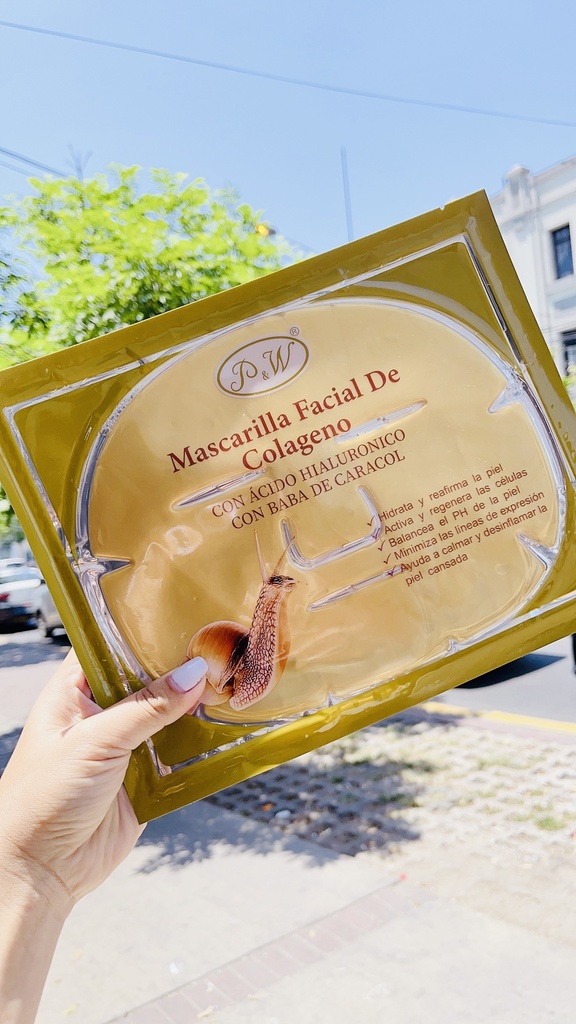 P&W®
Mascarilla Facial De
Colageno
CON ÁCIDO HIALURONICO
CON BABA DE CARACOL
✓ Hidrata y reafirma la piel
✓ Activa y regenera las células
✓ Balancea el PH de la piel
✓ Minimiza las líneas de expresión
✓ Ayuda a calmar y desinflamar la
piel cansada